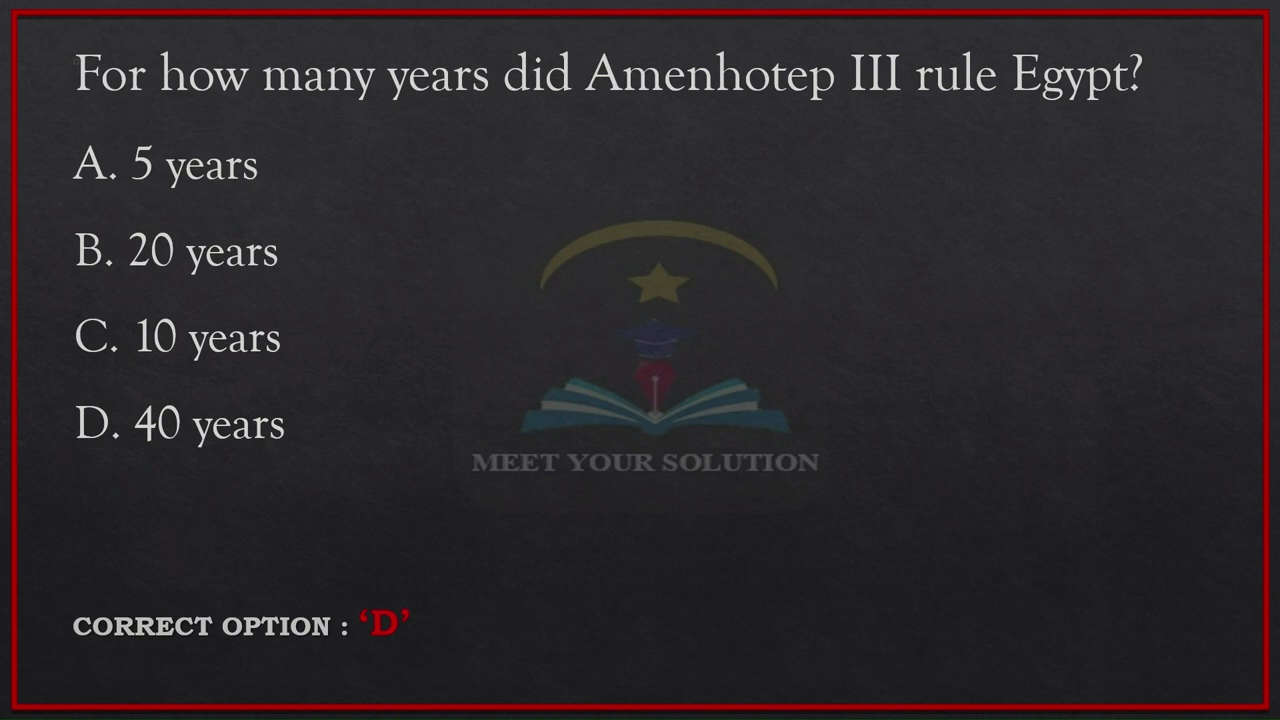 For how many years did Amenhotep III rule Egypt?
A. 5 years
B. 20 years
C. 10 years
D. 40 years
MEET YOUR SOLUTION
CORRECT OPTION : ‘D’